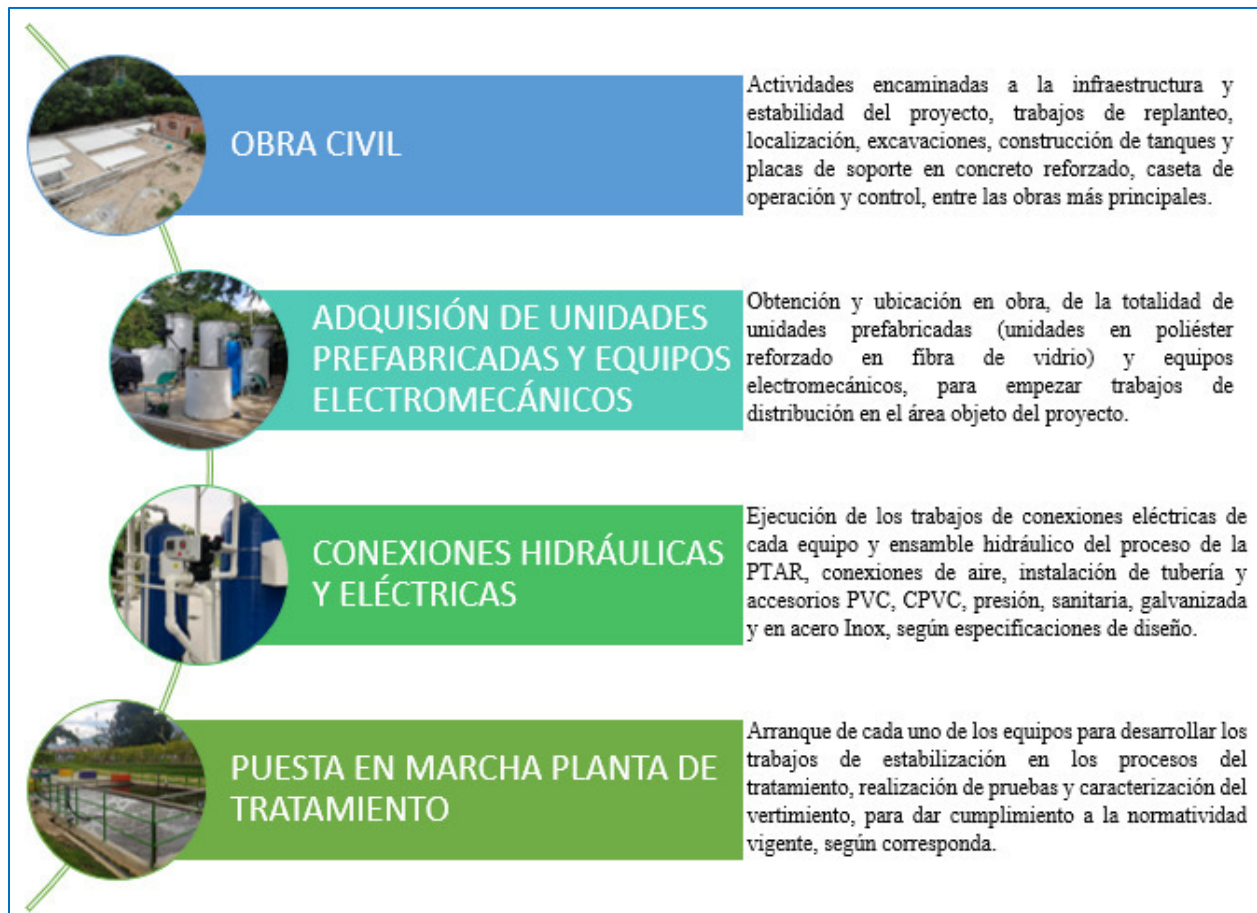 OBRA CIVIL
Actividades encaminadas a la infraestructura y
estabilidad del proyecto, trabajos de replanteo,
localización, excavaciones, construcción de tanques y
placas de soporte en concreto reforzado, caseta de
operación y control, entre las obras más principales.
ADQUISIÓN DE UNIDADES
PREFABRICADAS Y EQUIPOS
ELECTROMECÁNICOS
Obtención y ubicación en obra, de la totalidad de
unidades prefabricadas (unidades en poliéster
reforzado en fibra de vidrio) y equipos
electromecánicos, para empezar trabajos de
distribución en el área objeto del proyecto.
CONEXIONES HIDRÁULICAS
Y ELÉCTRICAS
Ejecución de los trabajos de conexiones eléctricas de
cada equipo y ensamble hidráulico del proceso de la
PTAR, conexiones de aire, instalación de tubería y
accesorios PVC, CPVC, presión, sanitaria, galvanizada
y en acero Inox, según especificaciones de diseño.
PUESTA EN MARCHA PLANTA DE
TRATAMIENTO
Arranque de cada uno de los equipos para desarrollar los
trabajos de estabilización en los procesos del
tratamiento, realización de pruebas y caracterización del
vertimiento, para dar cumplimiento a la normatividad
vigente, según corresponda.